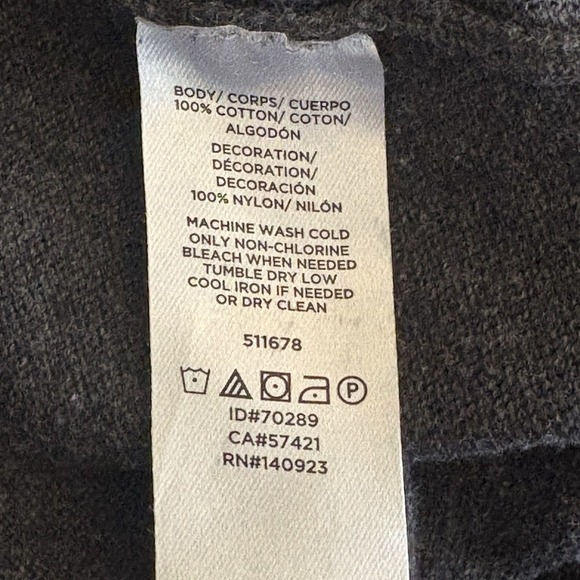 BODY/ CORPS/ CUERPO
100% COTTON/ COTON/
ALGODÓN
DECORATION/
DÉCORATION/
DECORACIÓN
100% NYLON/ NILÓN
MACHINE WASH COLD
ONLY NON-CHLORINE
BLEACH WHEN NEEDED
TUMBLE DRY LOW
COOL IRON IF NEEDED
OR DRY CLEAN
511678
P
ID#70289
CA#57421
RN#140923